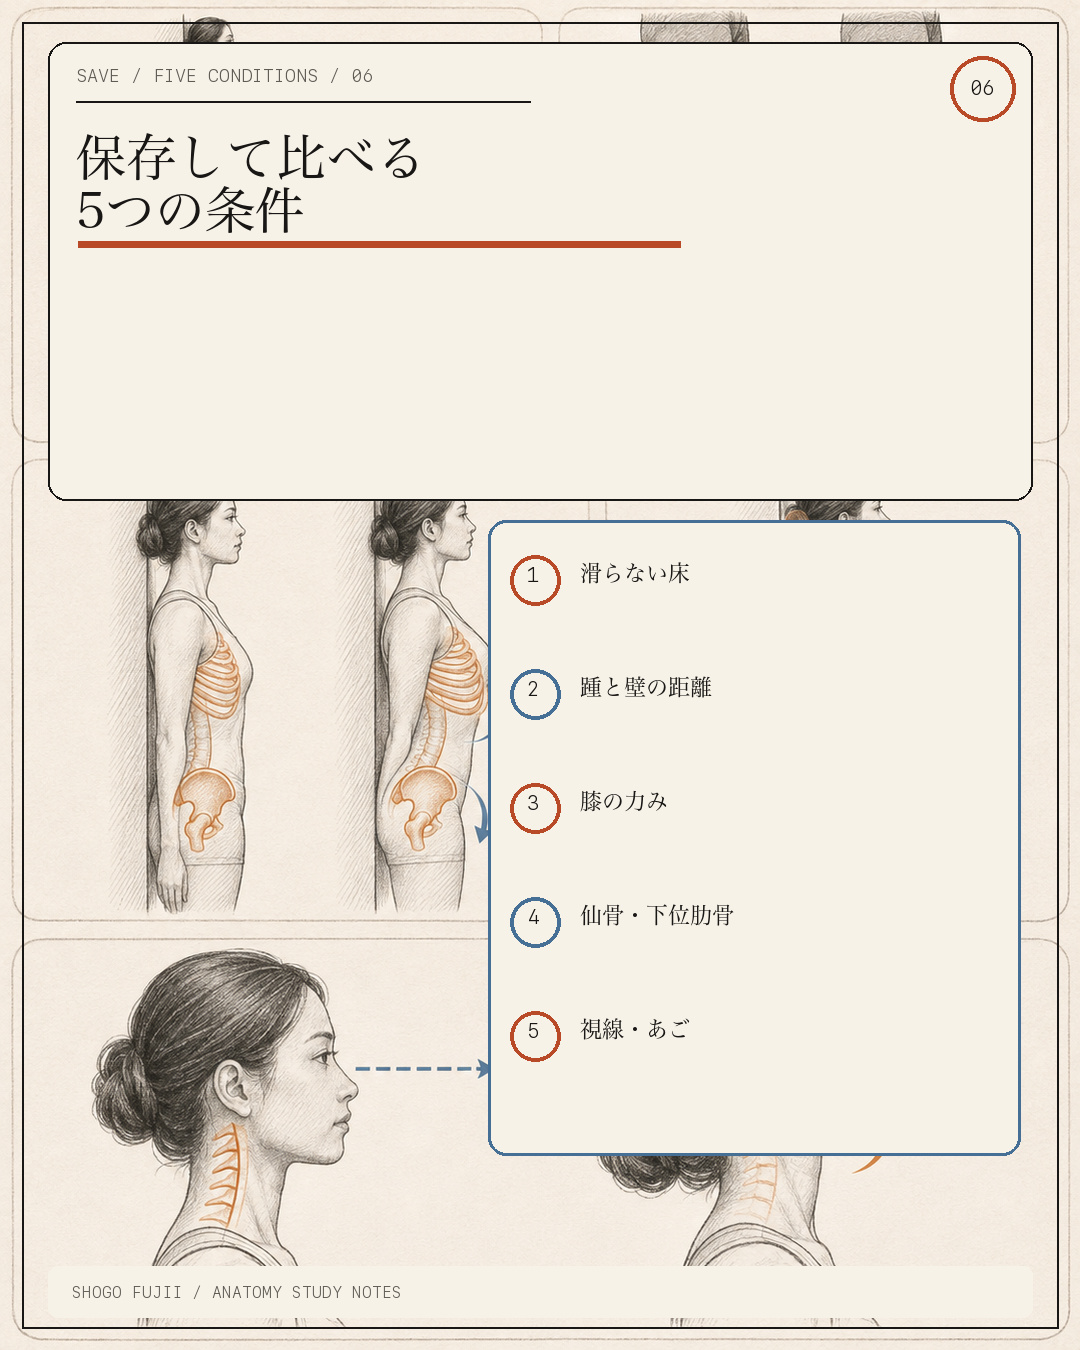 SAVE / FIVE CONDITIONS / 06
06
保存して比べる
5つの条件
1 滑らない床
2 踵と壁の距離
3 膝の力み
4 仙骨・下位肋骨
5 視線・あご
SHOGO FUJII / ANATOMY STUDY NOTES